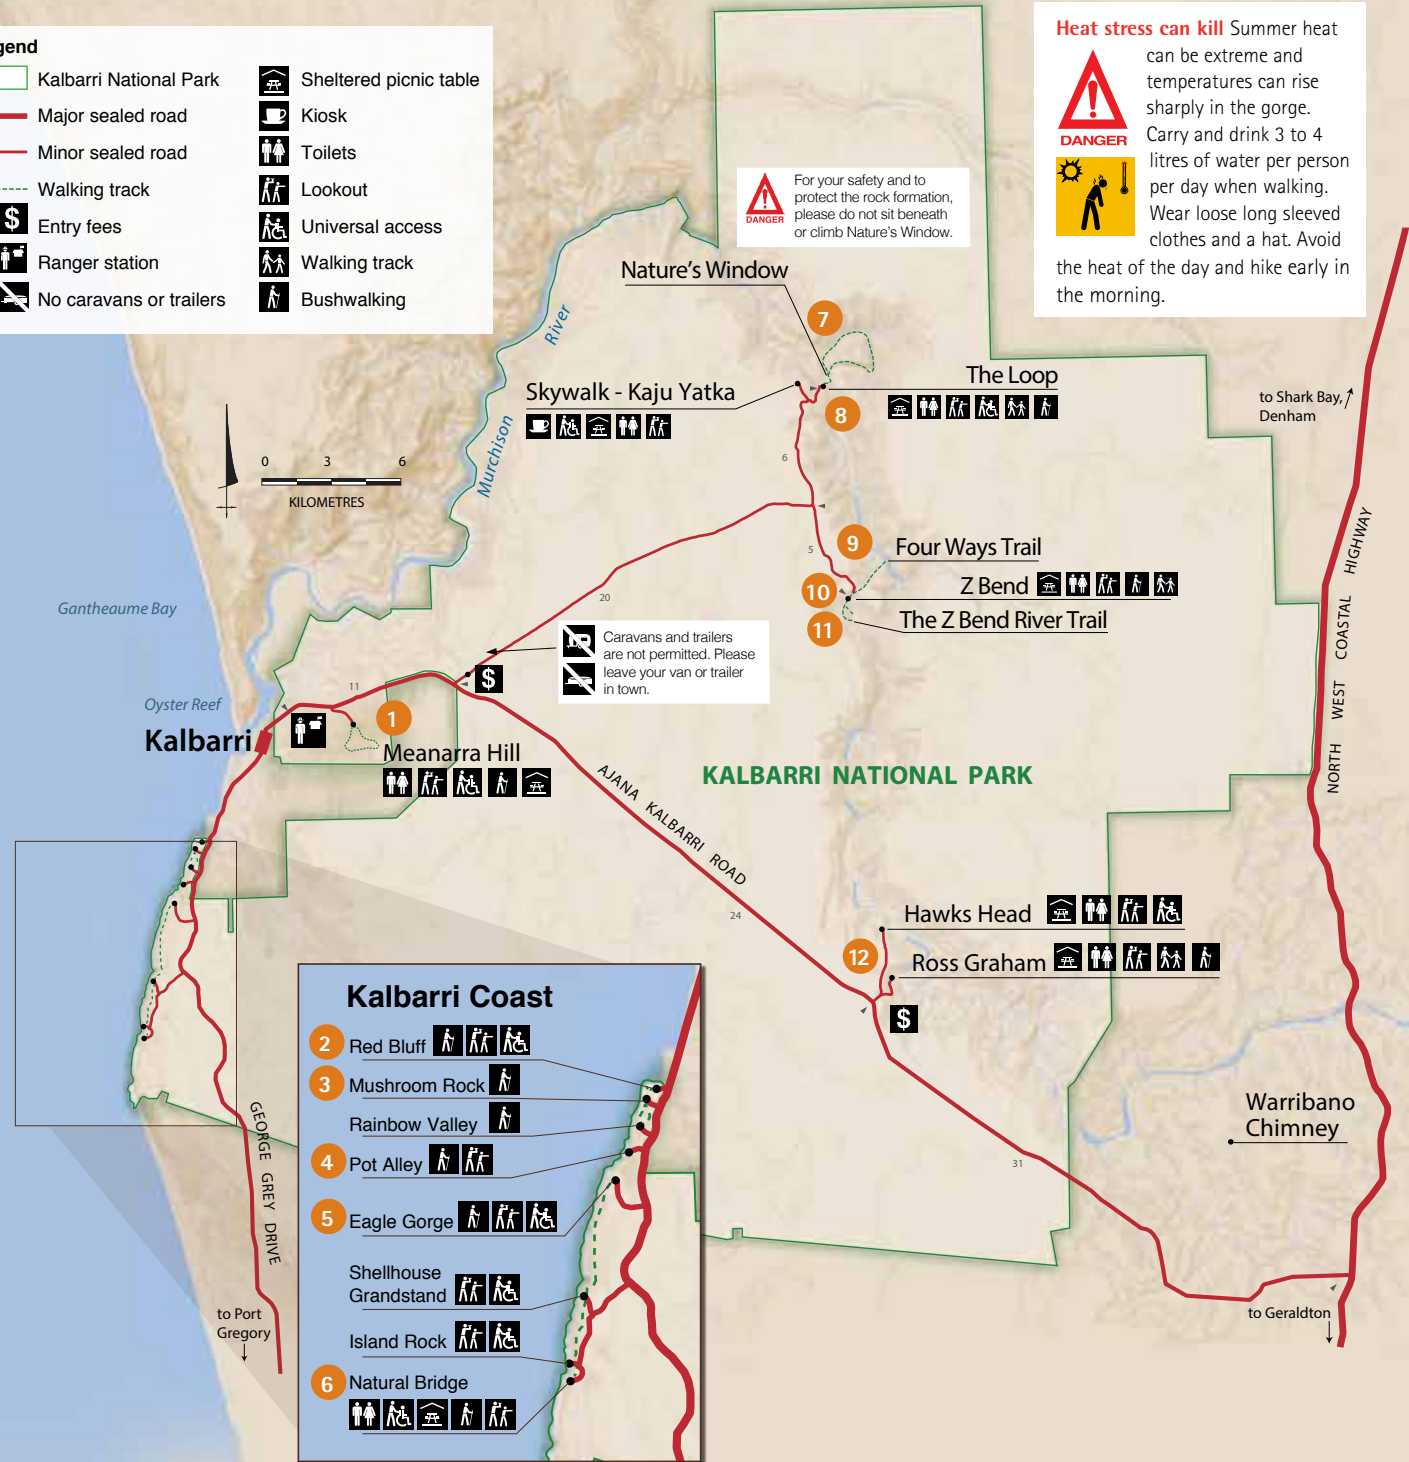 gend
Kalbarri National Park
Major sealed road
Minor sealed road
Walking track
$ Entry fees
Ranger station
No caravans or trailers
Sheltered picnic table
Kiosk
Toilets
Lookout
Universal access
Walking track
Bushwalking
Heat stress can kill Summer heat
can be extreme and
temperatures can rise
sharply in the gorge.
Carry and drink 3 to 4
litres of water per person
per day when walking.
Wear loose long sleeved
clothes and a hat. Avoid
the heat of the day and hike early in
the morning.
DANGER
For your safety and to
protect the rock formation,
please do not sit beneath
or climb Nature's Window.
DANGER
Nature's Window
7
River
Murchison
Skywalk - Kaju Yatka
The Loop
8
to Shark Bay,
Denham
0 3 6
KILOMETRES
6
5
9
Four Ways Trail
10
Z Bend
11
The Z Bend River Trail
NORTH WEST COASTAL HIGHWAY
Gantheaume Bay
20
Caravans and trailers
are not permitted. Please
leave your van or trailer
in town.
$
11
Oyster Reef
Kalbarri
1
Meanarra Hill
KALBARRI NATIONAL PARK
AJANA KALBARRI ROAD
24
Hawks Head
12
Ross Graham
$
Warribano
Chimney
31
to Geraldton
GEORGE GREY DRIVE
to Port
Gregory
Kalbarri Coast
2 Red Bluff
3 Mushroom Rock
Rainbow Valley
4 Pot Alley
5 Eagle Gorge
Shellhouse
Grandstand
Island Rock
6 Natural Bridge